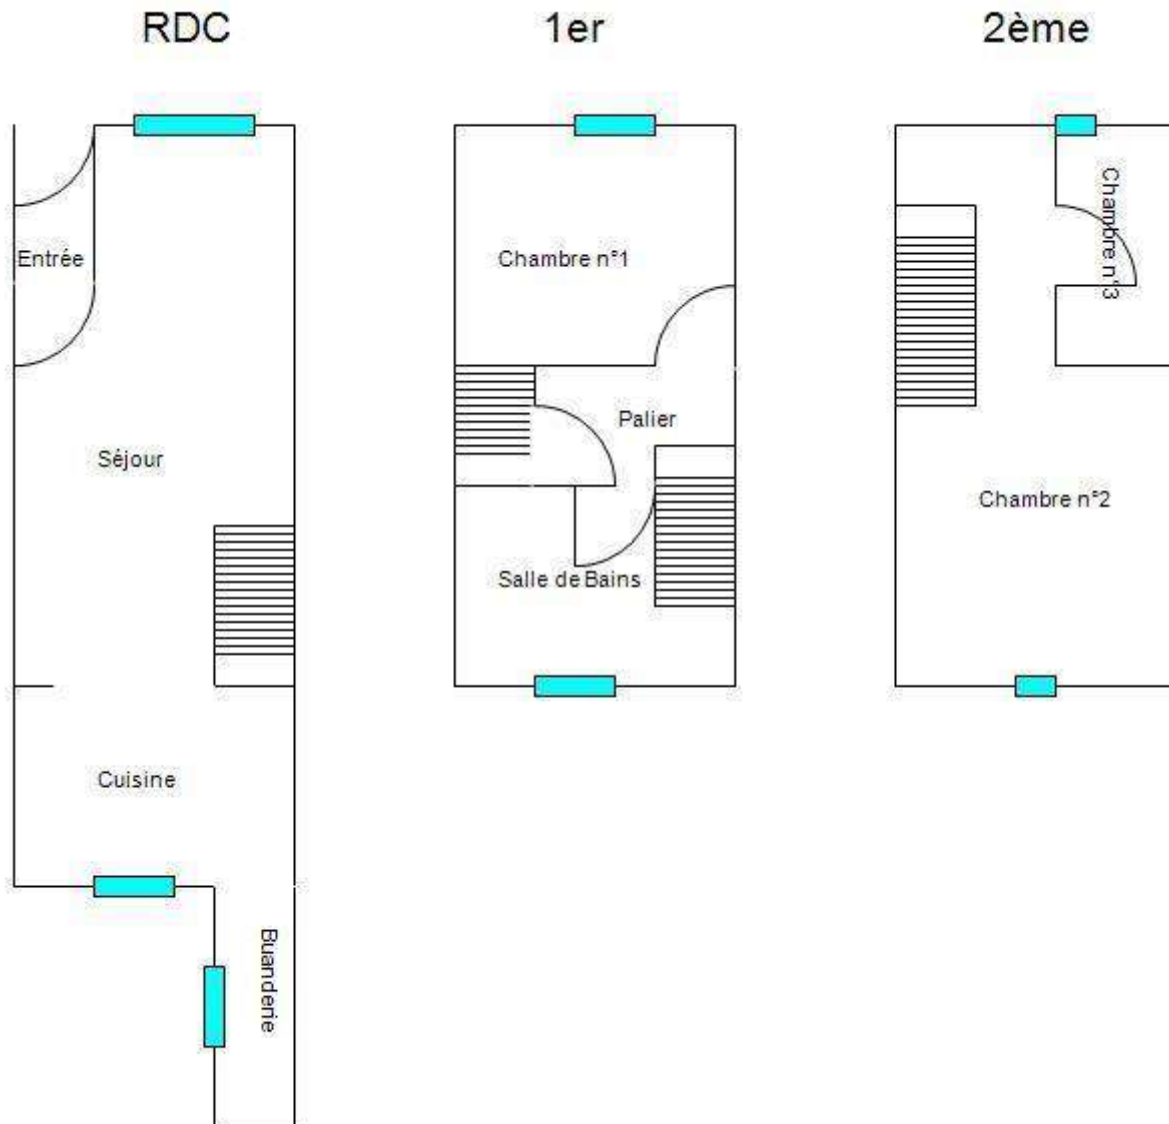 RDC
1er
2ème
Entrée
Séjour
Cuisine
Buanderie
Chambre n°1
Palier
Salle de Bains
Chambre n°3
Chambre n°2